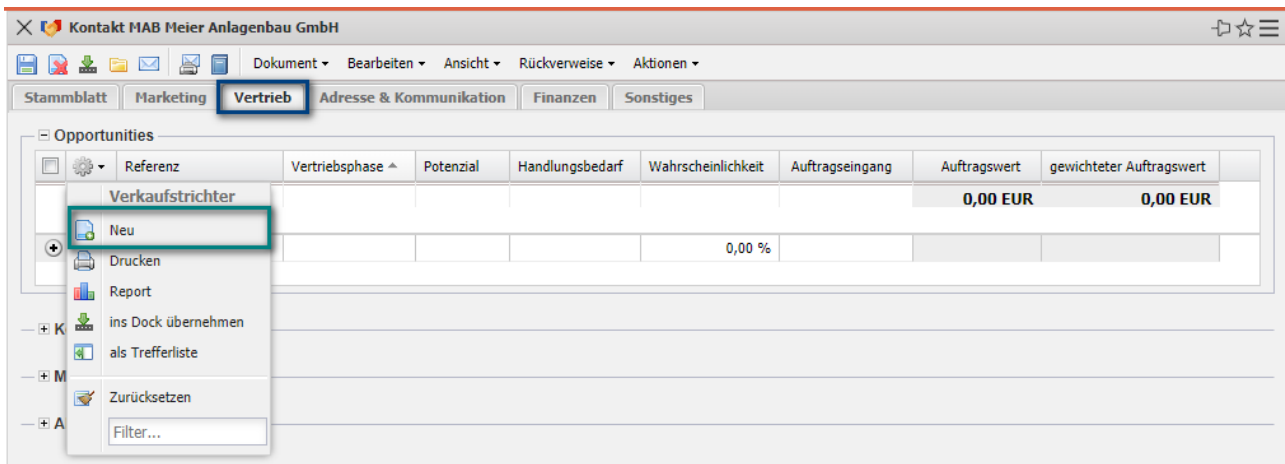 Kontakt MAB Meier Anlagenbau GmbH
Dokument Bearbeiten Ansicht Rückverweise Aktionen
Stammblatt Marketing Vertrieb Adresse & Kommunikation Finanzen Sonstiges
Opportunities
Referenz Vertriebsphase Potenzial Handlungsbedarf Wahrscheinlichkeit Auftragseingang Auftragswert gewichteter Auftragswert
Verkaufstrichter 0,00 EUR 0,00 EUR
Neu
0,00 %
Drucken
Report
K ins Dock übernehmen
als Trefferliste
M
Zurücksetzen
A Filter...